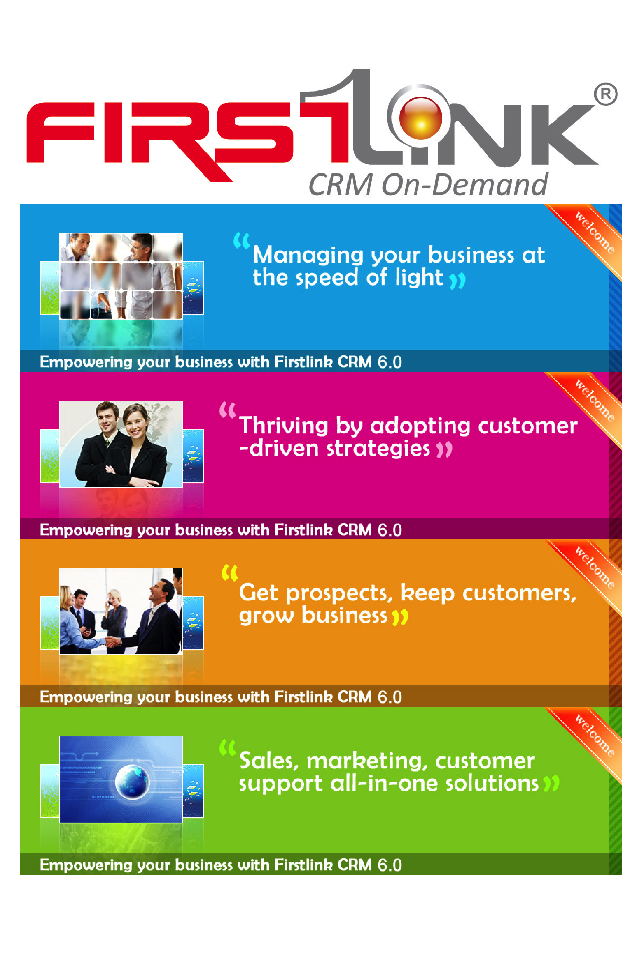 FIRST1LINK®
CRM On-Demand
welcome
“Managing your business at
the speed of light”
Empowering your business with Firstlink CRM 6.0
welcome
“Thriving by adopting customer
-driven strategies”
Empowering your business with Firstlink CRM 6.0
welcome
“Get prospects, keep customers,
grow business”
Empowering your business with Firstlink CRM 6.0
welcome
“Sales, marketing, customer
support all-in-one solutions”
Empowering your business with Firstlink CRM 6.0